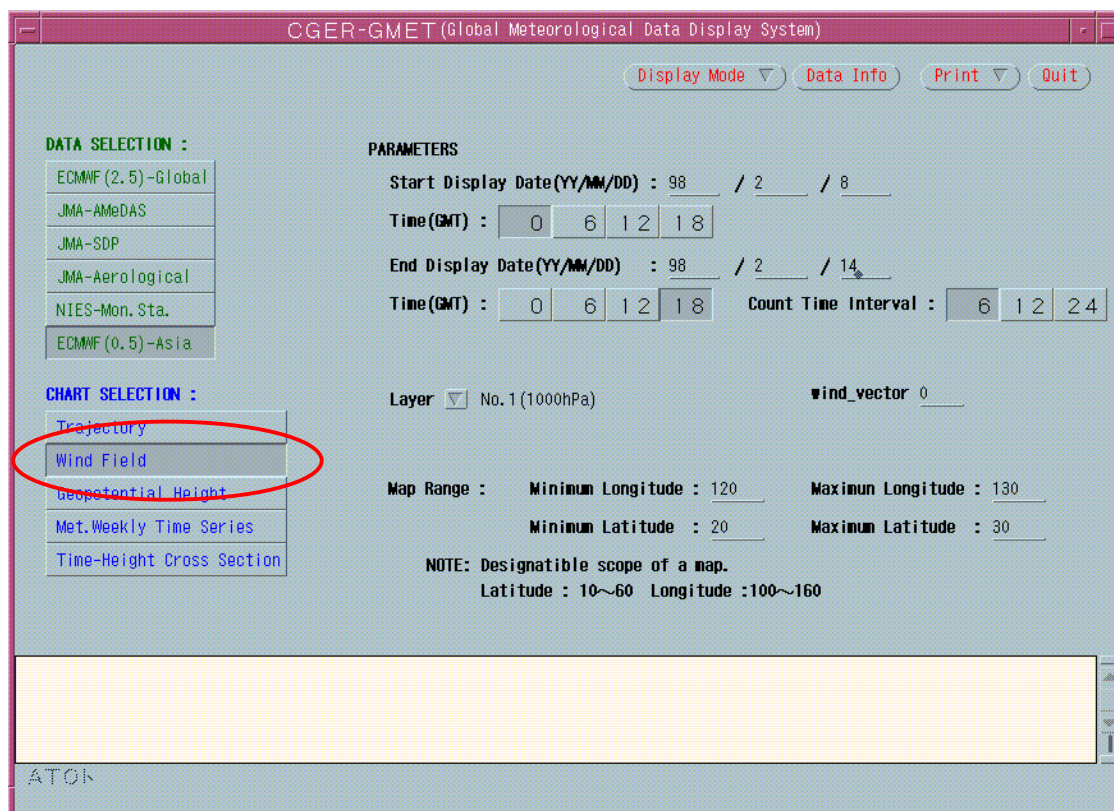 CGER-GMET(Global Meteorological Data Display System)
Display Mode Data Info Print Quit
DATA SELECTION :
ECMWF(2.5)-Global
JMA-AMeDAS
JMA-SDP
JMA-Aerological
NIES-Mon.Sta.
ECMWF(0.5)-Asia
CHART SELECTION :
Trajectory
Wind Field
Geopotential Height
Met.Weekly Time Series
Time-Height Cross Section
PARAMETERS
Start Display Date(YY/MM/DD) : 98 / 2 / 8
Time(GMT) : 0 6 12 18
End Display Date(YY/MM/DD) : 98 / 2 / 14
Time(GMT) : 0 6 12 18 Count Time Interval : 6 12 24
Layer No.1(1000hPa) wind_vector 0
Map Range : Minimum Longitude : 120 Maximun Longitude : 130
Minimum Latitude : 20 Maximum Latitude : 30
NOTE: Designatible scope of a map.
Latitude : 10～60 Longitude :100～160